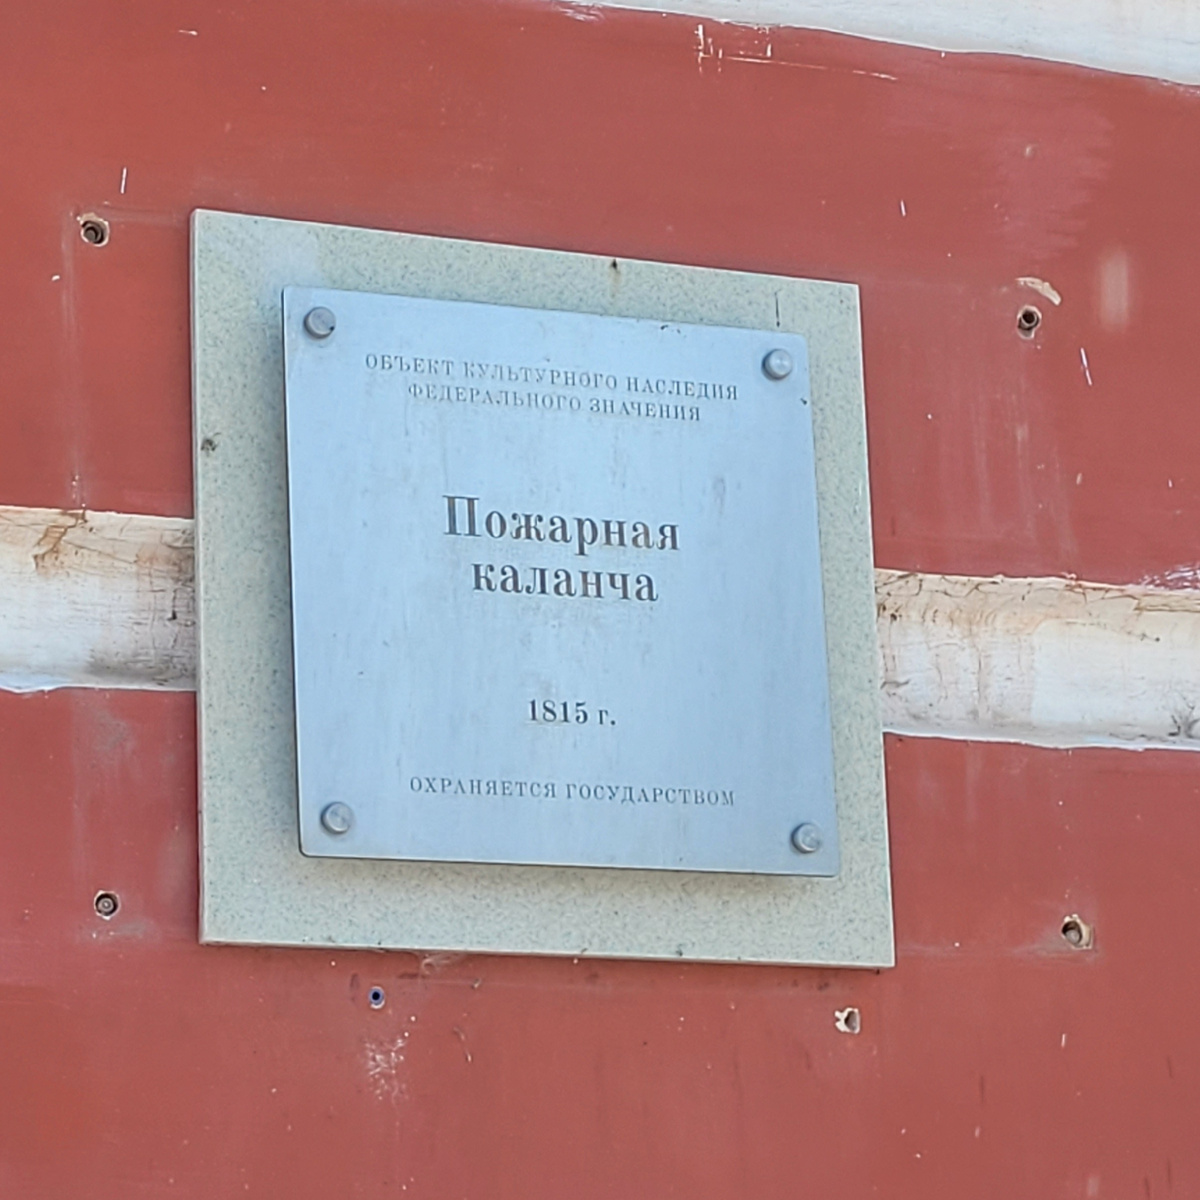 ОБЪЕКТ КУЛЬТУРНОГО НАСЛЕДИЯ
ФЕДЕРАЛЬНОГО ЗНАЧЕНИЯ
Пожарная
каланча
1815 г.
ОХРАНЯЕТСЯ ГОСУДАРСТВОМ